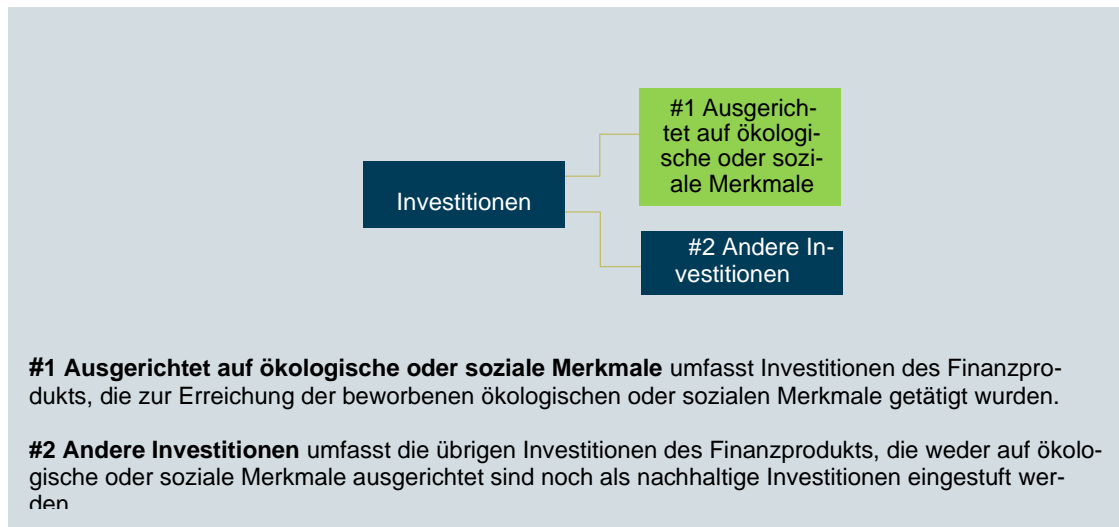 #1 Ausgerich-
tet auf ökologi-
sche oder sozi-
ale Merkmale
Investitionen
#2 Andere In-
vestitionen
#1 Ausgerichtet auf ökologische oder soziale Merkmale umfasst Investitionen des Finanzpro-
dukts, die zur Erreichung der beworbenen ökologischen oder sozialen Merkmale getätigt wurden.
#2 Andere Investitionen umfasst die übrigen Investitionen des Finanzprodukts, die weder auf ökolo-
gische oder soziale Merkmale ausgerichtet sind noch als nachhaltige Investitionen eingestuft wer-
den